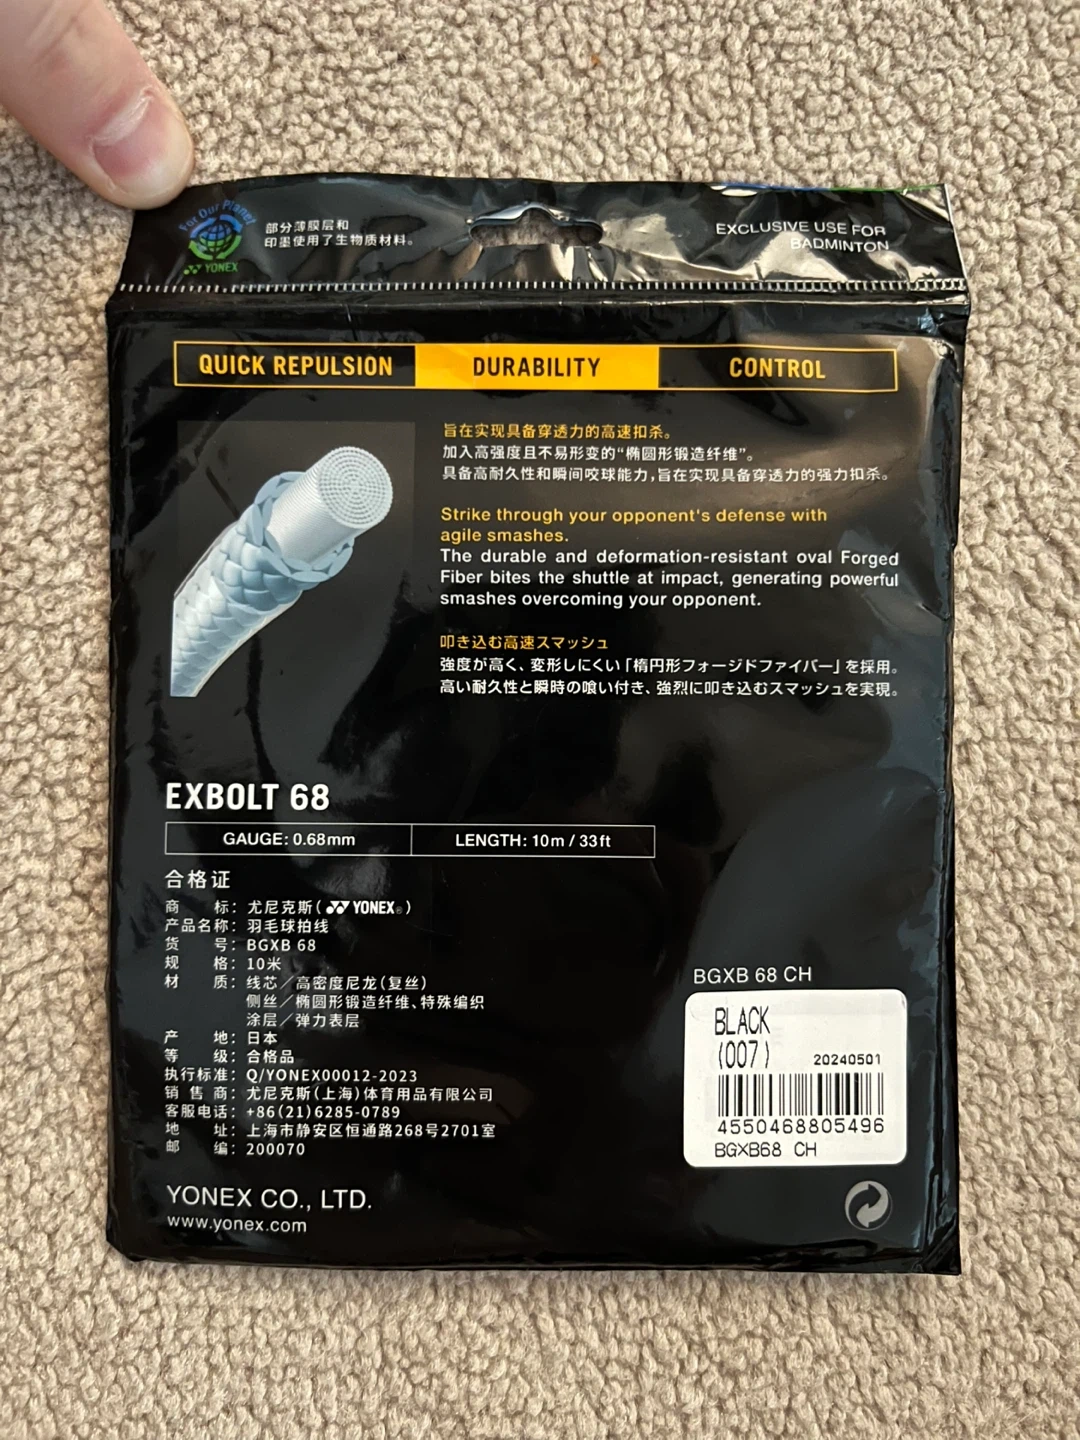 For Our Planet
YONEX
部分薄膜层和
印墨使用了生物质材料。
EXCLUSIVE USE FOR
BADMINTON
QUICK REPULSION
DURABILITY
CONTROL
旨在实现具备穿透力的高速扣杀。
加入高强度且不易形变的“椭圆形锻造纤维”。
具备高耐久性和瞬间咬球能力，旨在实现具备穿透力的强力扣杀。
Strike through your opponent's defense with
agile smashes.
The durable and deformation-resistant oval Forged
Fiber bites the shuttle at impact, generating powerful
smashes overcoming your opponent.
叩き込む高速スマッシュ
強度が高く、変形しにくい「楕円形フォージドファイバー」を採用。
高い耐久性と瞬時の喰い付き、強烈に叩き込むスマッシュを実現。
EXBOLT 68
GAUGE: 0.68mm
LENGTH: 10m / 33ft
合格证
商标：尤尼克斯（YONEX®）
产品名称：羽毛球拍线
货号：BGXB 68
规格：10米
材质：线芯／高密度尼龙（复丝）
侧丝／椭圆形锻造纤维、特殊编织
涂层／弹力表层
产地：日本
等级：合格品
执行标准：Q/YONEX00012-2023
销售商：尤尼克斯（上海）体育用品有限公司
客服电话：+86(21)6285-0789
地址：上海市静安区恒通路268号2701室
邮编：200070
YONEX CO., LTD.
www.yonex.com
BGXB 68 CH
BLACK
(007)
20240501
4550468805496
BGXB68 CH